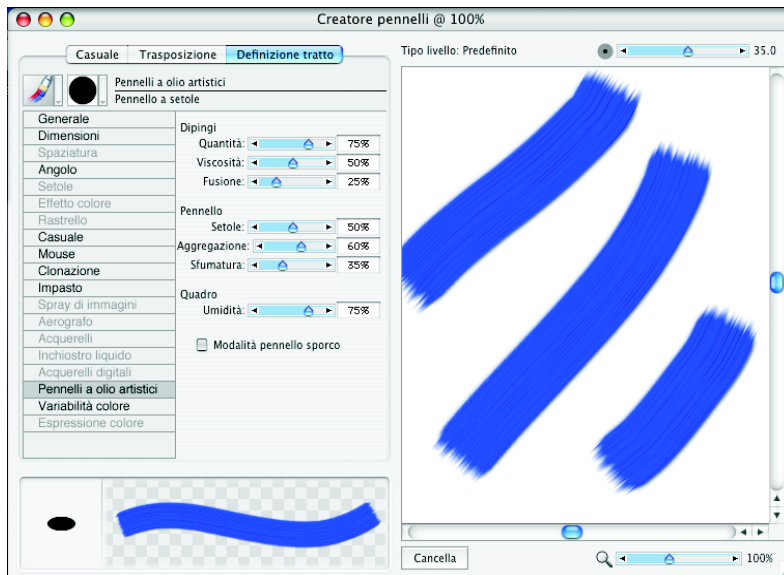 Creatore pennelli @ 100%
Casuale
Trasposizione
Definizione tratto
Pennelli a olio artistici
Pennello a setole
Generale
Dimensioni
Spaziatura
Angolo
Setole
Effetto colore
Rastrello
Casuale
Mouse
Clonazione
Impasto
Spray di immagini
Aerografo
Acquerelli
Inchiostro liquido
Acquerelli digitali
Pennelli a olio artistici
Variabilità colore
Espressione colore
Dipingi
Quantità: 75%
Viscosità: 50%
Fusione: 25%
Pennello
Setole: 50%
Aggregazione: 60%
Sfumatura: 35%
Quadro
Umidità: 75%
Modalità pennello sporco
Tipo livello: Predefinito
35.0
Cancella
100%